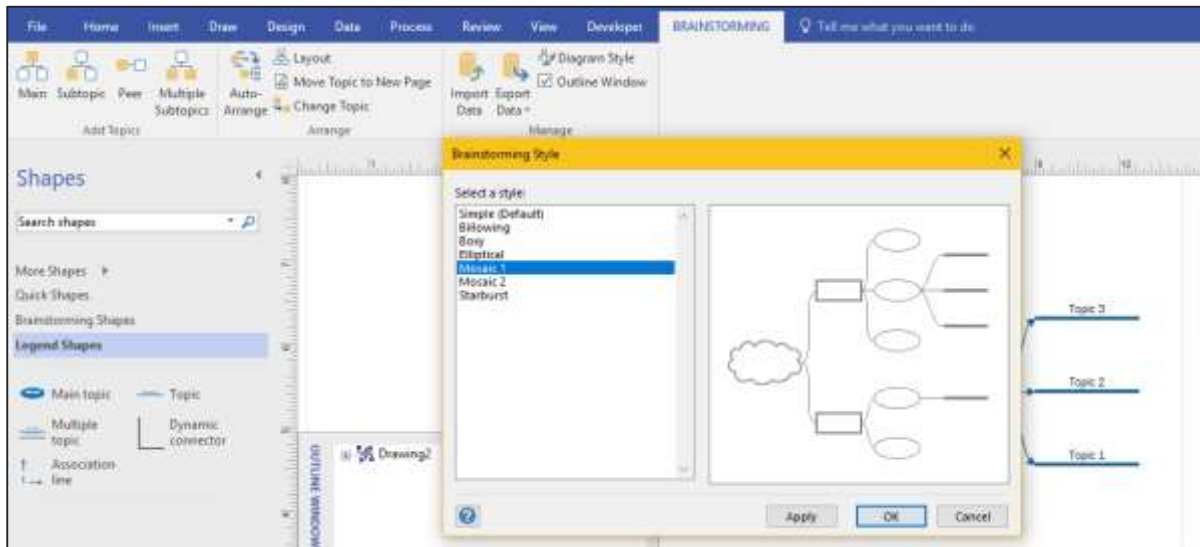 File Home Insert Draw Design Data Process Review View Developer BRAINSTORMING Tell me what you want to do
Main Subtopic Peer Multiple Subtopics
Add Topics
Auto-Arrange
Layout
Move Topic to New Page
Change Topic
Arrange
Import Data Export Data
Diagram Style
Outline Window
Manage
Shapes
Search shapes
More Shapes
Quick Shapes
Brainstorming Shapes
Legend Shapes
Main topic Topic
Multiple topic Dynamic connector
Association line
OUTLINE WINDOW
Drawing2
Brainstorming Style
Select a style:
Simple (Default)
Billowing
Boxy
Elliptical
Mosaic 1
Mosaic 2
Starburst
Apply OK Cancel
Topic 3
Topic 2
Topic 1